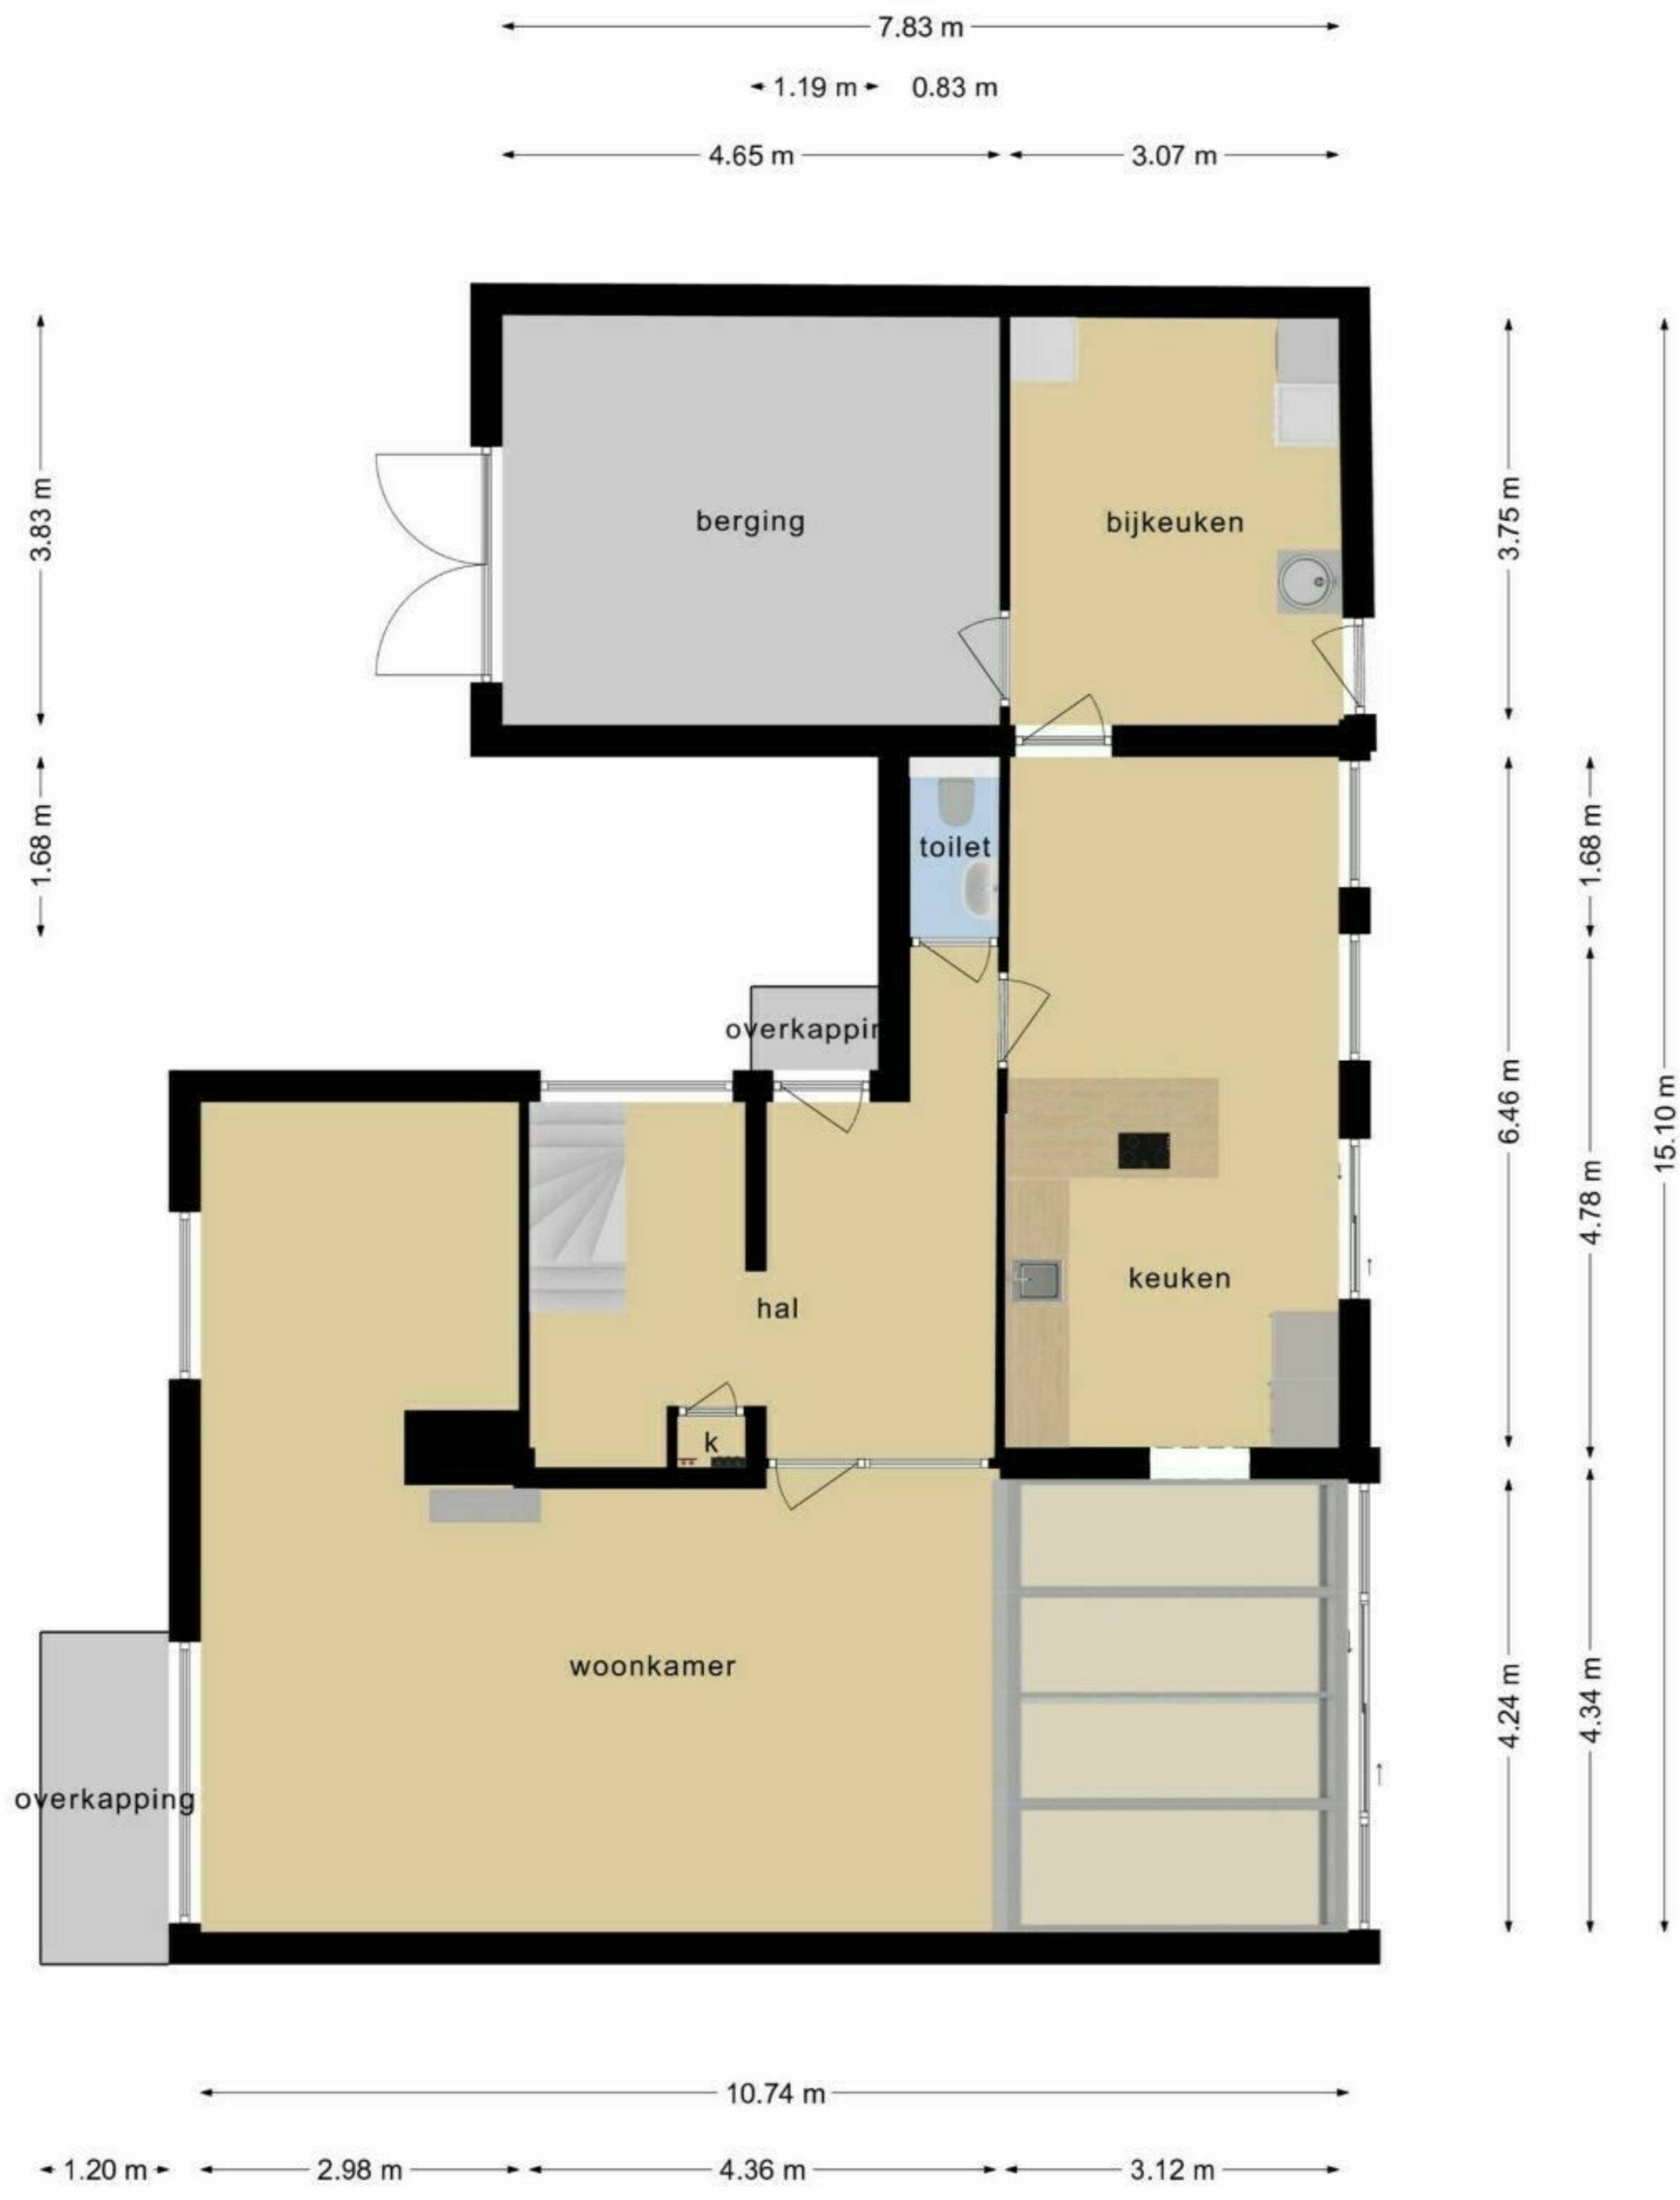 7.83 m
1.19 m 0.83 m
4.65 m 3.07 m
3.83 m
3.75 m
berging
bijkeuken
1.68 m
1.68 m
toilet
overkappin
6.46 m
15.10 m
4.78 m
keuken
hal
k
woonkamer
4.24 m
4.34 m
overkapping
10.74 m
1.20 m 2.98 m 4.36 m 3.12 m